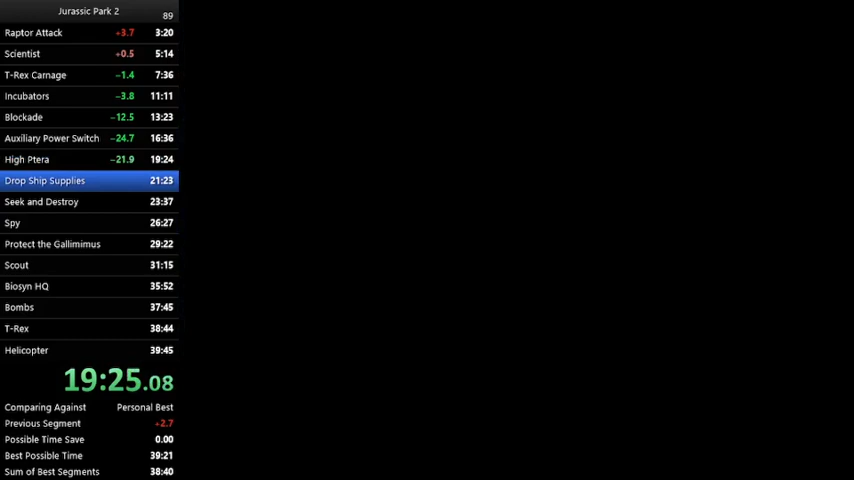 Jurassic Park 2
89
Raptor Attack +3.7 3:20
Scientist +0.5 5:14
T-Rex Carnage −1.4 7:36
Incubators −3.8 11:11
Blockade −12.5 13:23
Auxiliary Power Switch −24.7 16:36
High Ptera −21.9 19:24
Drop Ship Supplies 21:23
Seek and Destroy 23:37
Spy 26:27
Protect the Gallimimus 29:22
Scout 31:15
Biosyn HQ 35:52
Bombs 37:45
T-Rex 38:44
Helicopter 39:45
19:25.08
Comparing Against Personal Best
Previous Segment +2.7
Possible Time Save 0.00
Best Possible Time 39:21
Sum of Best Segments 38:40